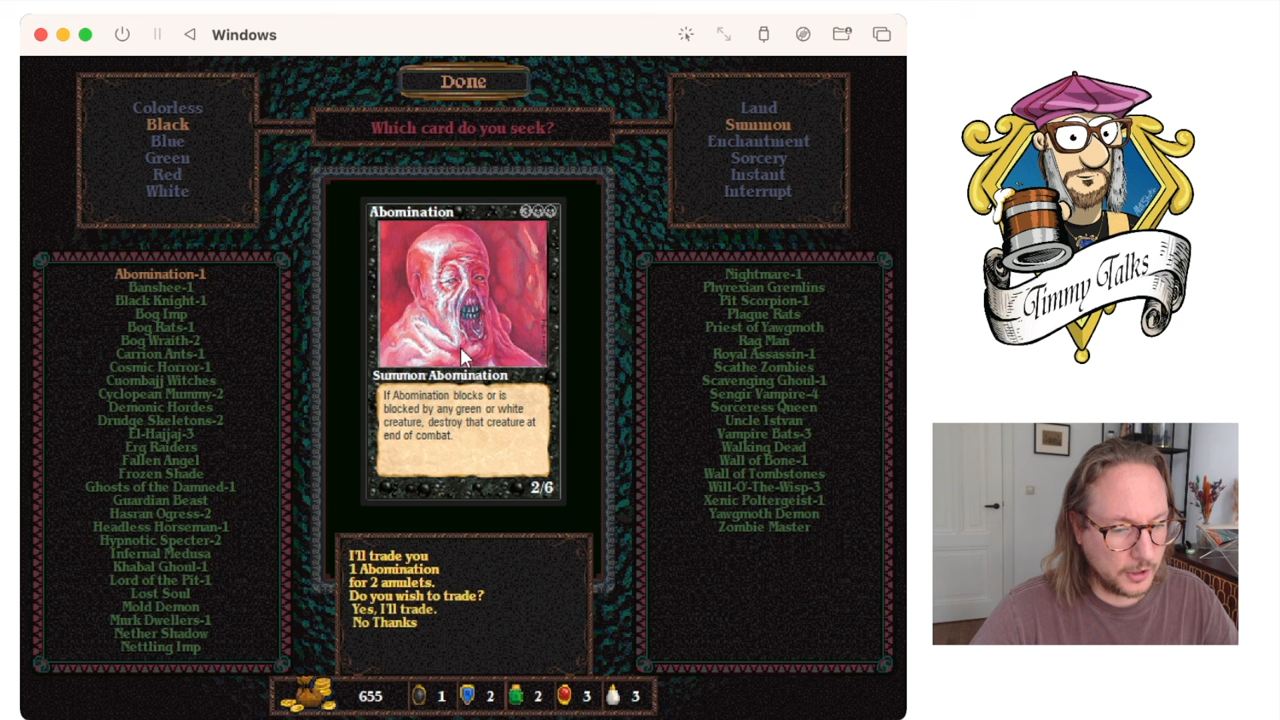 Windows
Done
Which card do you seek?
Colorless
Black
Blue
Green
Red
White
Land
Summon
Enchantment
Sorcery
Instant
Interrupt
Abomination-1
Banshee-1
Black Knight-1
Bog Imp
Bog Rats-1
Bog Wraith-2
Carrion Ants-1
Cosmic Horror-1
Cuombajj Witches
Cyclopean Mummy-2
Demonic Hordes
Drudge Skeletons-2
El-Hajjaj-3
Erg Raiders
Fallen Angel
Frozen Shade
Ghosts of the Damned-1
Guardian Beast
Hasran Ogress-2
Headless Horseman-1
Hypnotic Specter-2
Infernal Medusa
Khabal Ghoul-1
Lord of the Pit-1
Lost Soul
Mold Demon
Murk Dwellers-1
Nether Shadow
Nettling Imp
Abomination
3
Summon Abomination
If Abomination blocks or is
blocked by any green or white
creature, destroy that creature at
end of combat.
2/6
I'll trade you
1 Abomination
for 2 amulets.
Do you wish to trade?
Yes, I'll trade.
No Thanks
Nightmare-1
Phyrexian Gremlins
Pit Scorpion-1
Plague Rats
Priest of Yawgmoth
Rag Man
Royal Assassin-1
Scathe Zombies
Scavenging Ghoul-1
Sengir Vampire-4
Sorceress Queen
Uncle Istvan
Vampire Bats-3
Walking Dead
Wall of Bone-1
Wall of Tombstones
Will-O'-The-Wisp-3
Xenic Poltergeist-1
Yawgmoth Demon
Zombie Master
655 1 2 2 3 3
Timmy Talks